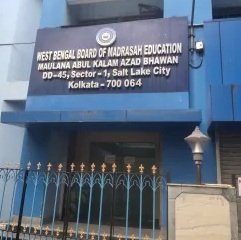 WEST BENGAL BOARD OF MADRASAH EDUCATION
MAULANA ABUL KALAM AZAD BHAWAN
DD-45, Sector - 1, Salt Lake City
Kolkata - 700 064